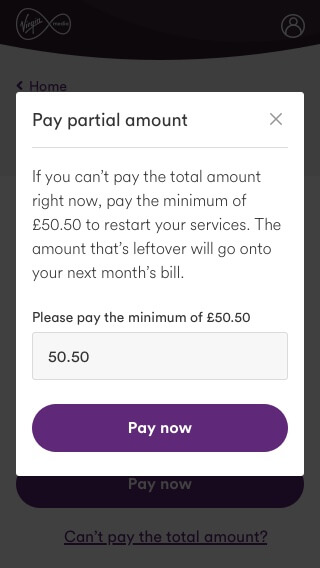 Virgin media
Home
Pay partial amount
If you can't pay the total amount
right now, pay the minimum of
£50.50 to restart your services. The
amount that's leftover will go onto
your next month's bill.
Please pay the minimum of £50.50
50.50
Pay now
Pay now
Can't pay the total amount?